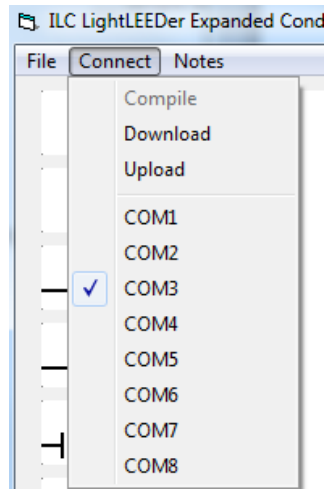 ILC LightLEEDer Expanded Cond
File Connect Notes
Compile
Download
Upload
COM1
COM2
COM3
COM4
COM5
COM6
COM7
COM8